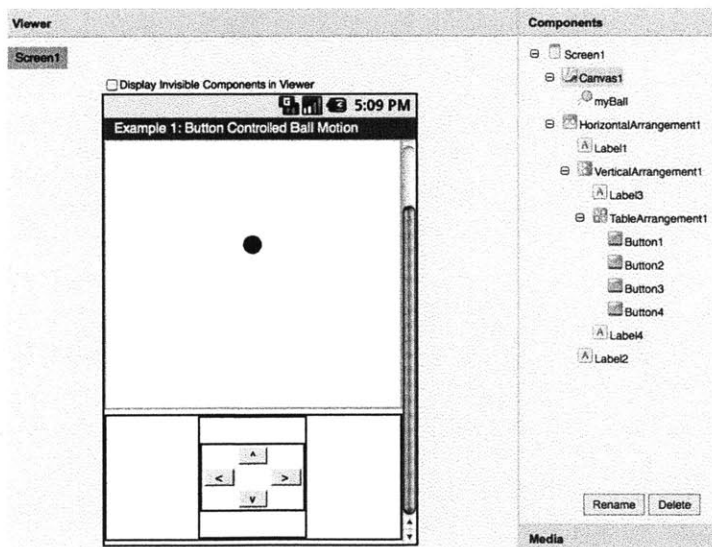 Viewer
Screen1
Display Invisible Components in Viewer
5:09 PM
Example 1: Button Controlled Ball Motion
^
< >
v
Components
Screen1
Canvas1
myBall
HorizontalArrangement1
A Label1
VerticalArrangement1
A Label3
TableArrangement1
Button1
Button2
Button3
Button4
A Label4
A Label2
Rename Delete
Media